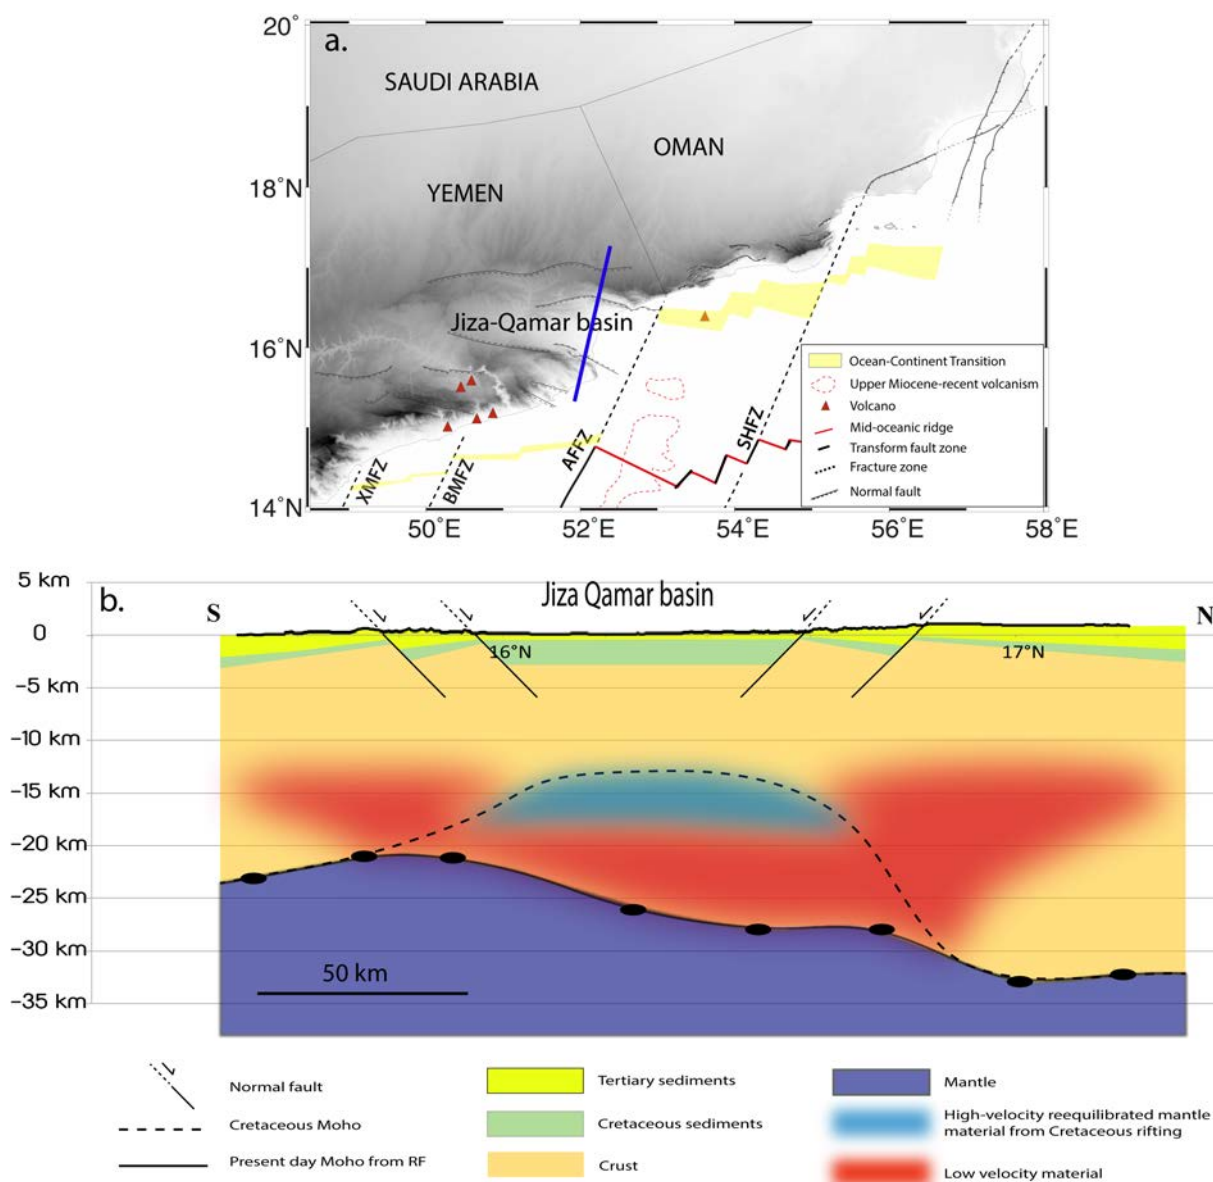 20°
a.
SAUDI ARABIA
OMAN
YEMEN
18°N
Jiza-Qamar basin
16°N
14°N
XMFZ
BMFZ
AFFZ
SHFZ
Ocean-Continent Transition
Upper Miocene-recent volcanism
Volcano
Mid-oceanic ridge
Transform fault zone
Fracture zone
Normal fault
50°E
52°E
54°E
56°E
58°E
5 km
b.
Jiza Qamar basin
S
N
0
16°N
17°N
-5 km
-10 km
-15 km
-20 km
-25 km
-30 km
50 km
-35 km
Normal fault
Tertiary sediments
Mantle
Cretaceous Moho
Cretaceous sediments
High-velocity reequilibrated mantle
material from Cretaceous rifting
Present day Moho from RF
Crust
Low velocity material